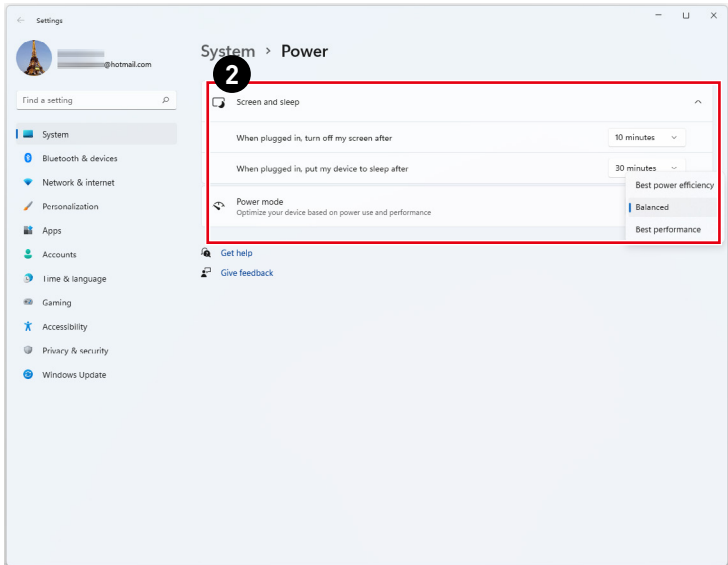 Settings
@hotmail.com
System > Power
2
Find a setting
Screen and sleep
When plugged in, turn off my screen after
10 minutes
When plugged in, put my device to sleep after
30 minutes
Power mode
Optimize your device based on power use and performance
Best power efficiency
Balanced
Best performance
Get help
Give feedback
System
Bluetooth & devices
Network & internet
Personalization
Apps
Accounts
Time & language
Gaming
Accessibility
Privacy & security
Windows Update